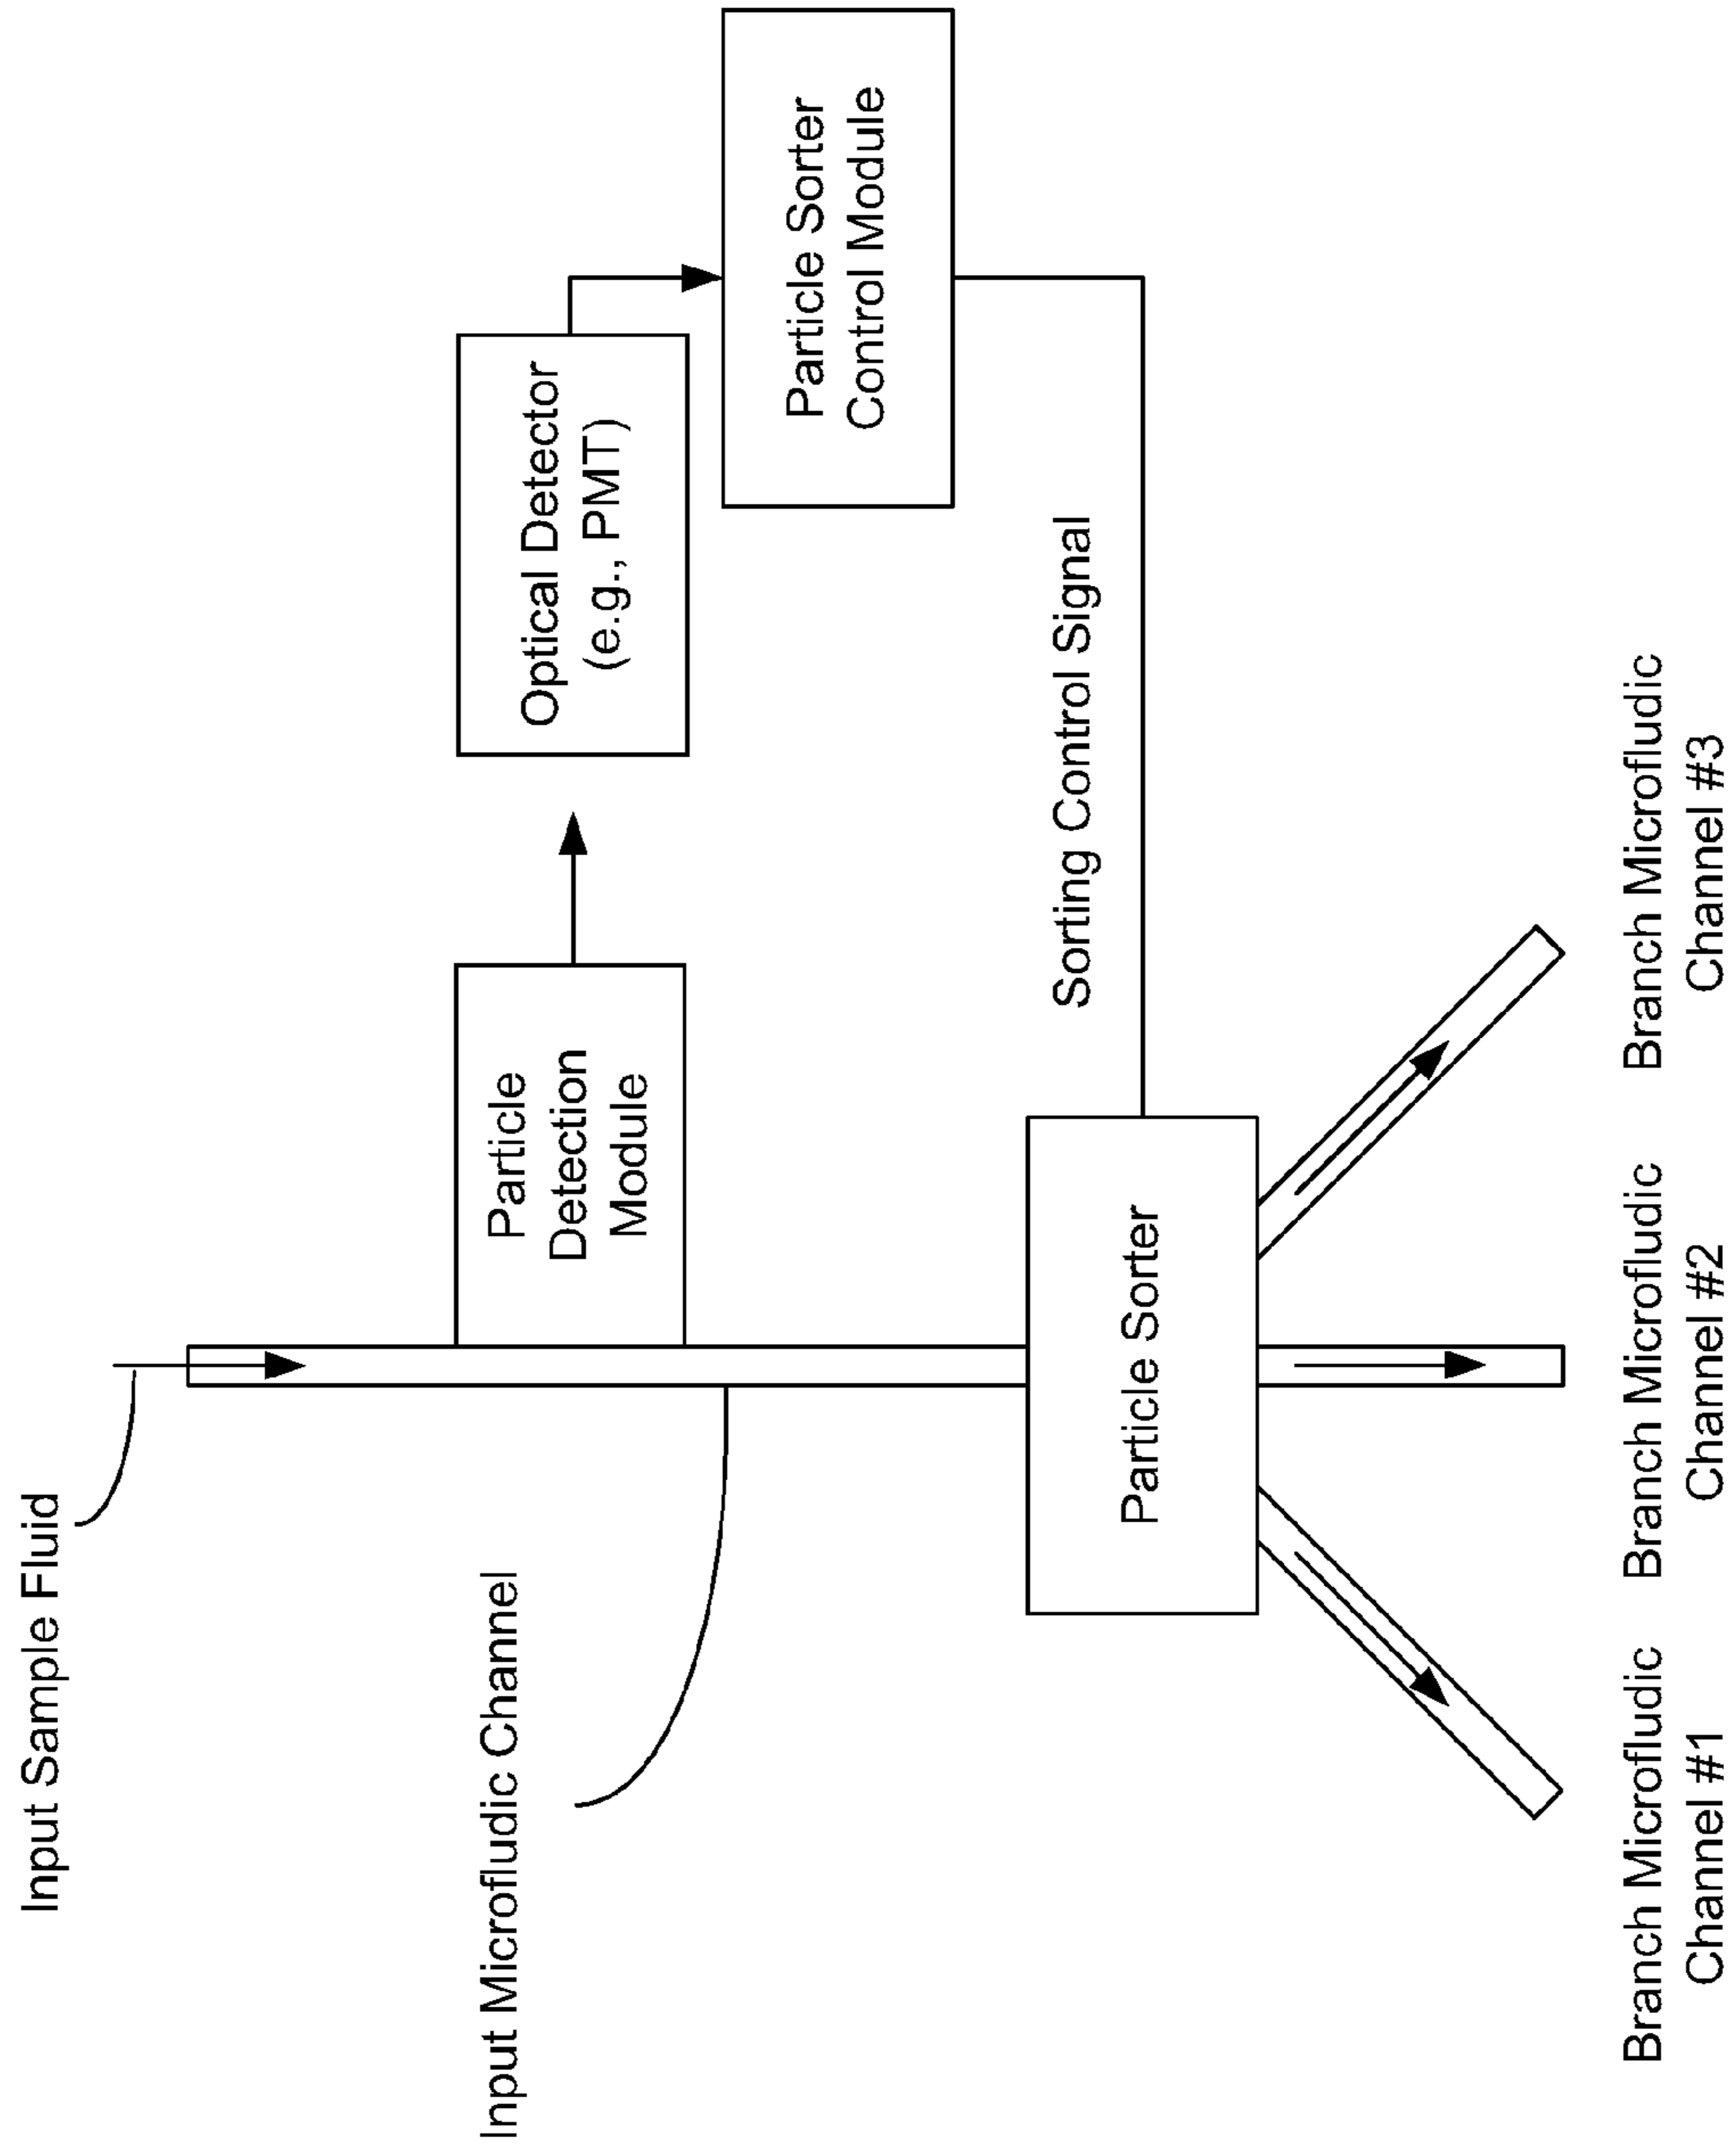 Input Sample Fluid
Input Microfludic Channel
Particle
Detection
Module
Optical Detector
(e.g., PMT)
Particle Sorter
Control Module
Sorting Control Signal
Particle Sorter
Branch Microfludic
Channel #1
Branch Microfludic
Channel #2
Branch Microfludic
Channel #3